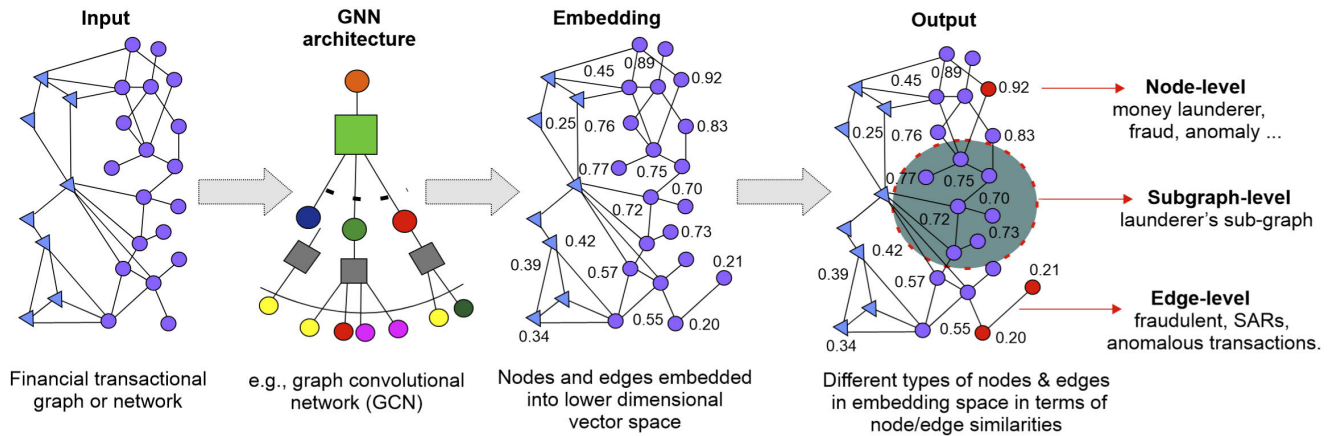 Input
GNN
architecture
Embedding
Output
0.89
0.45
0.92
0.25
0.76
0.83
0.77
0.75
0.70
0.72
0.73
0.42
0.39
0.57
0.21
0.55
0.20
0.34
0.89
0.45
0.92
0.25
0.76
0.83
0.77
0.75
0.70
0.72
0.73
0.42
0.39
0.57
0.21
0.55
0.20
0.34
Node-level
money launderer,
fraud, anomaly ...
Subgraph-level
launderer's sub-graph
Edge-level
fraudulent, SARs,
anomalous transactions.
Financial transactional
graph or network
e.g., graph convolutional
network (GCN)
Nodes and edges embedded
into lower dimensional
vector space
Different types of nodes & edges
in embedding space in terms of
node/edge similarities